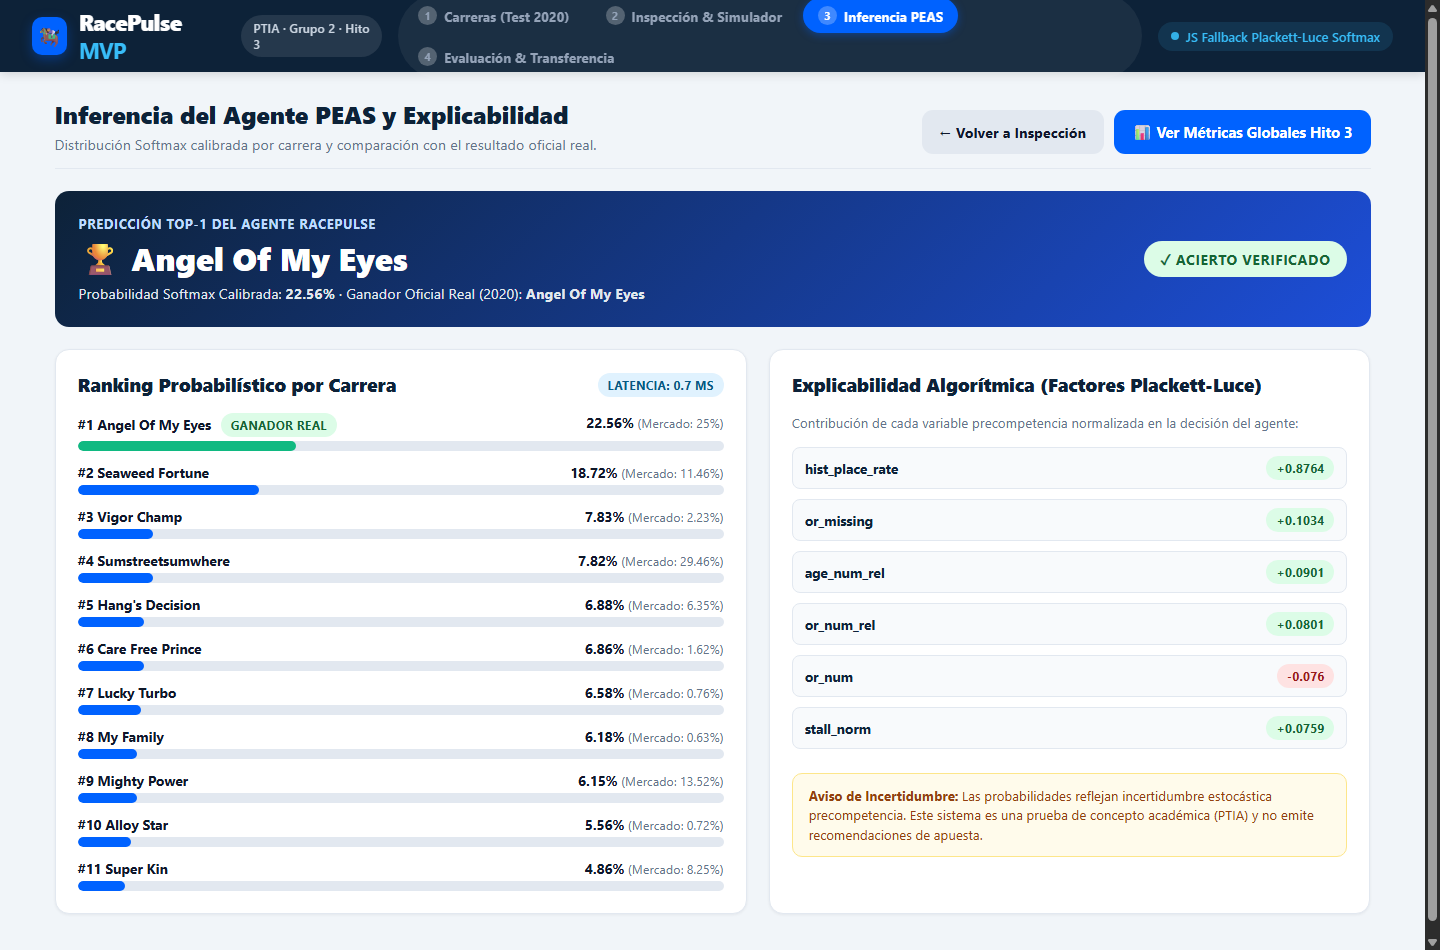 RacePulse
MVP
PTIA · Grupo 2 · Hito
3
1 Carreras (Test 2020)
2 Inspección & Simulador
3 Inferencia PEAS
4 Evaluación & Transferencia
JS Fallback Plackett-Luce Softmax
Inferencia del Agente PEAS y Explicabilidad
Distribución Softmax calibrada por carrera y comparación con el resultado oficial real.
← Volver a Inspección
Ver Métricas Globales Hito 3
PREDICCIÓN TOP-1 DEL AGENTE RACEPULSE
Angel Of My Eyes
Probabilidad Softmax Calibrada: 22.56% · Ganador Oficial Real (2020): Angel Of My Eyes
✓ ACIERTO VERIFICADO
Ranking Probabilístico por Carrera
LATENCIA: 0.7 MS
#1 Angel Of My Eyes GANADOR REAL 22.56% (Mercado: 25%)
#2 Seaweed Fortune 18.72% (Mercado: 11.46%)
#3 Vigor Champ 7.83% (Mercado: 2.23%)
#4 Sumstreetsumwhere 7.82% (Mercado: 29.46%)
#5 Hang's Decision 6.88% (Mercado: 6.35%)
#6 Care Free Prince 6.86% (Mercado: 1.62%)
#7 Lucky Turbo 6.58% (Mercado: 0.76%)
#8 My Family 6.18% (Mercado: 0.63%)
#9 Mighty Power 6.15% (Mercado: 13.52%)
#10 Alloy Star 5.56% (Mercado: 0.72%)
#11 Super Kin 4.86% (Mercado: 8.25%)
Explicabilidad Algorítmica (Factores Plackett-Luce)
Contribución de cada variable precompetencia normalizada en la decisión del agente:
hist_place_rate +0.8764
or_missing +0.1034
age_num_rel +0.0901
or_num_rel +0.0801
or_num -0.076
stall_norm +0.0759
Aviso de Incertidumbre: Las probabilidades reflejan incertidumbre estocástica
precompetencia. Este sistema es una prueba de concepto académica (PTIA) y no emite
recomendaciones de apuesta.